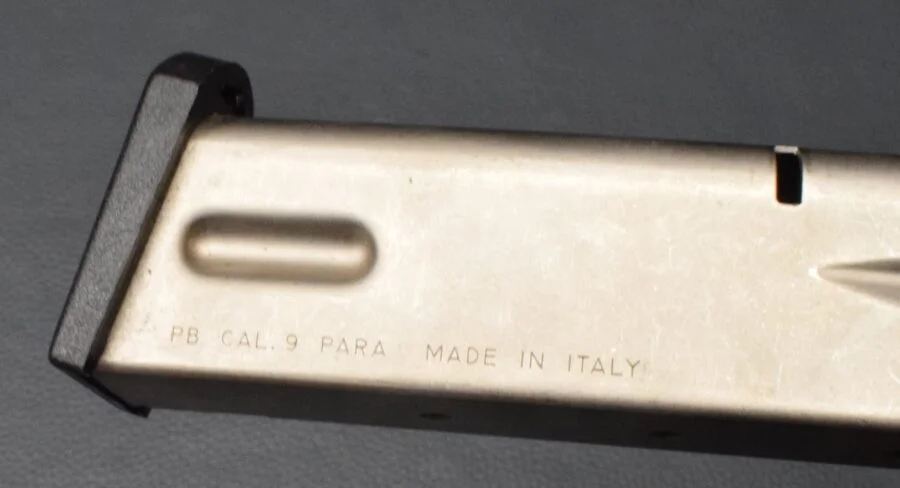 PB CAL. 9 PARA MADE IN ITALY